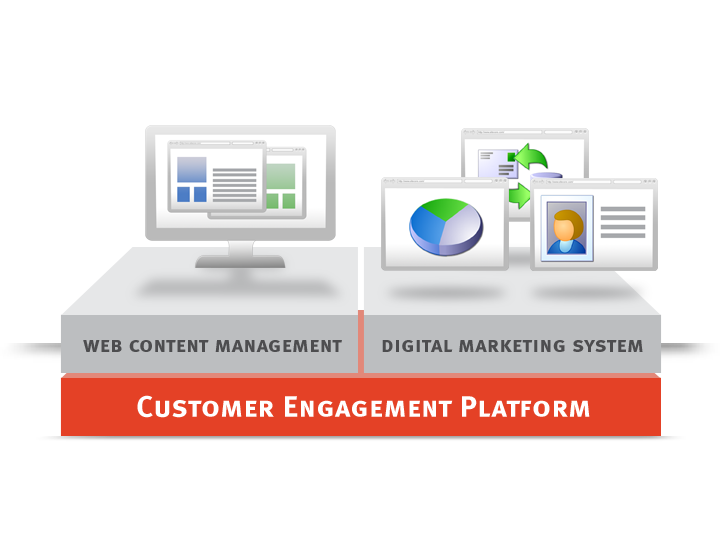 WEB CONTENT MANAGEMENT
DIGITAL MARKETING SYSTEM
CUSTOMER ENGAGEMENT PLATFORM